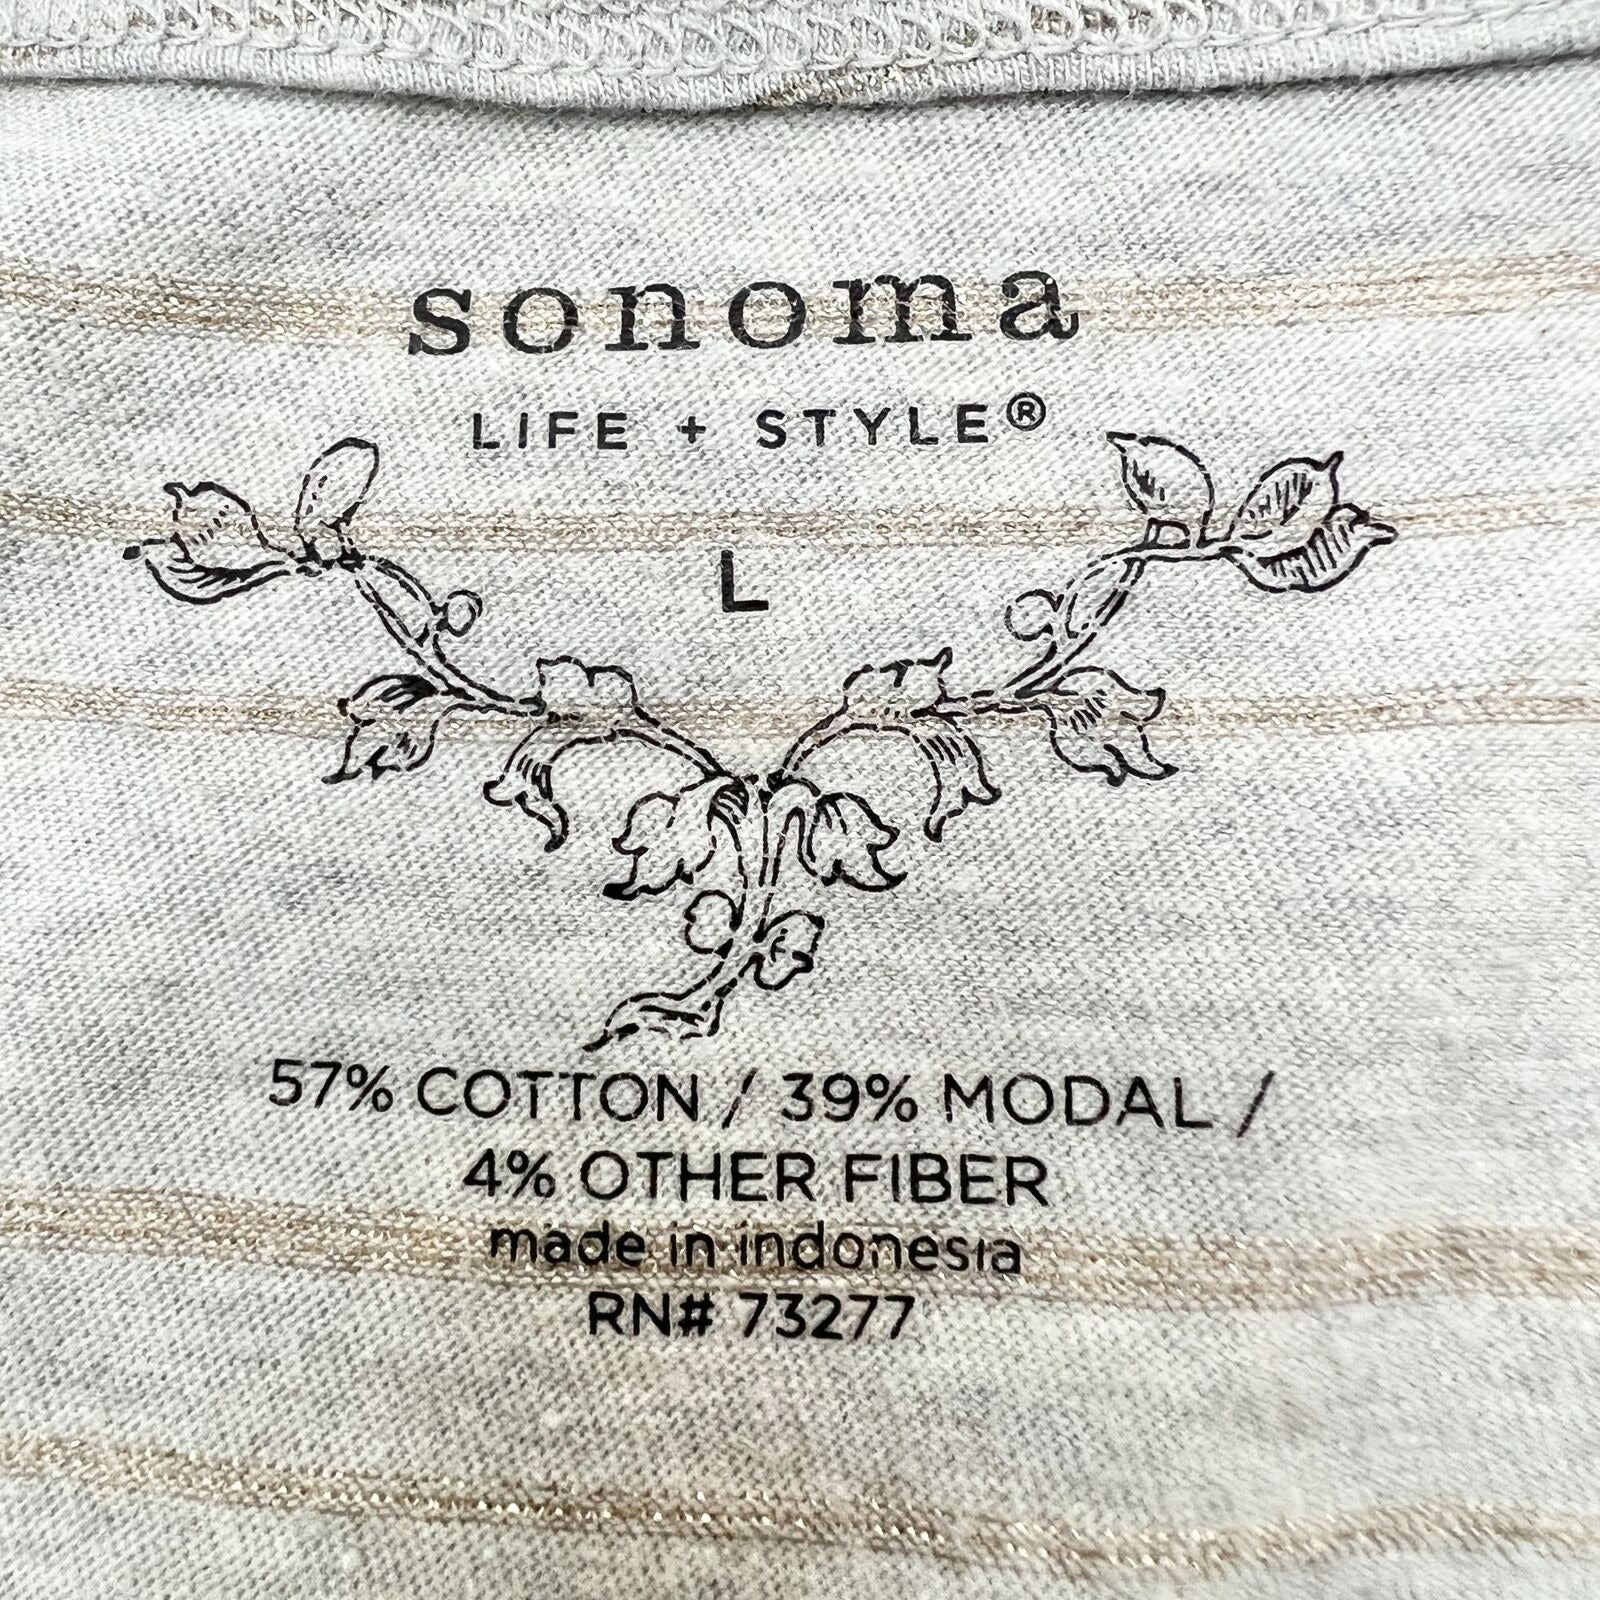 sonoma
LIFE + STYLE®
L
57% COTTON / 39% MODAL /
4% OTHER FIBER
made in indonesia
RN# 73277